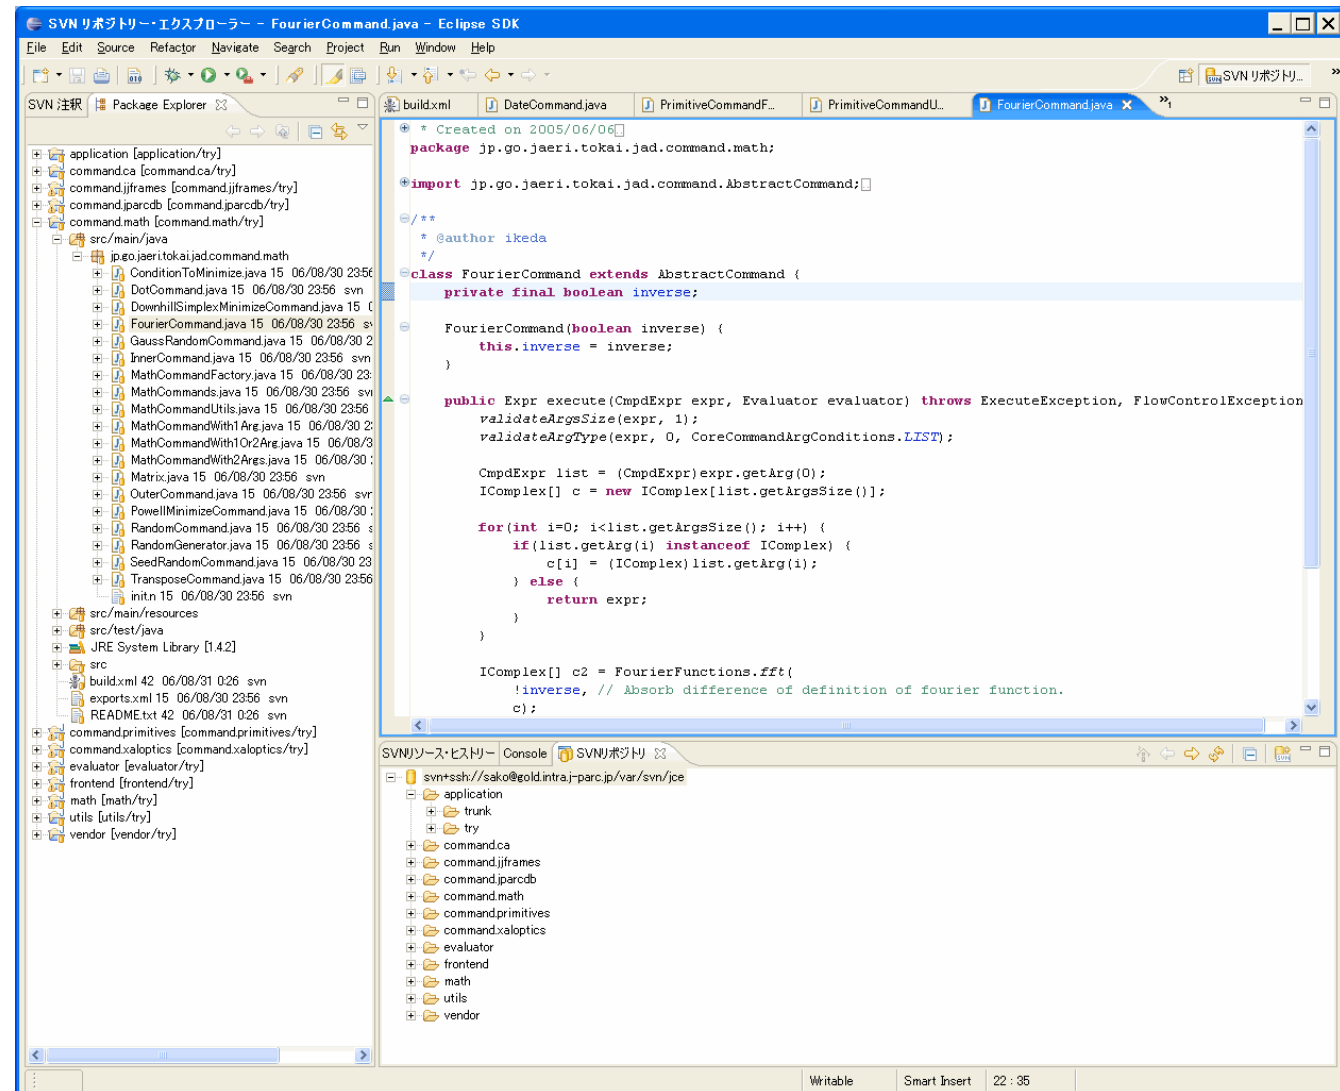 SVN リポジトリー・エクスプローラー - FourierCommand.java - Eclipse SDK
File Edit Source Refactor Navigate Search Project Run Window Help
SVN リポジトリ...
SVN 注釈 Package Explorer
build.xml DateCommand.java PrimitiveCommandF... PrimitiveCommandU... FourierCommand.java »1
application [application/try]
command.ca [command.ca/try]
command.jjframes [command.jjframes/try]
command.jparcdb [command.jparcdb/try]
command.math [command.math/try]
src/main/java
jp.go.jaeri.tokai.jad.command.math
ConditionToMinimize.java 15 06/08/30 23:56
DotCommand.java 15 06/08/30 23:56 svn
DownhillSimplexMinimizeCommand.java 15
FourierCommand.java 15 06/08/30 23:56
GaussRandomCommand.java 15 06/08/30 2
InnerCommand.java 15 06/08/30 23:56 svn
MathCommandFactory.java 15 06/08/30 23:
MathCommands.java 15 06/08/30 23:56
MathCommandUtils.java 15 06/08/30 23:56
MathCommandWith1Arg.java 15 06/08/30
MathCommandWith1Or2Arg.java 15 06/08/3
MathCommandWith2Args.java 15 06/08/30
Matrix.java 15 06/08/30 23:56 svn
OuterCommand.java 15 06/08/30 23:56
PowellMinimizeCommand.java 15 06/08/30
RandomCommand.java 15 06/08/30 23:56
RandomGenerator.java 15 06/08/30 23:56
SeedRandomCommand.java 15 06/08/30 23
TransposeCommand.java 15 06/08/30 23:56
init.n 15 06/08/30 23:56 svn
src/main/resources
src/test/java
JRE System Library [1.4.2]
src
build.xml 42 06/08/31 0:26 svn
exports.xml 15 06/08/30 23:56 svn
README.txt 42 06/08/31 0:26 svn
command.primitives [command.primitives/try]
command.xaloptics [command.xaloptics/try]
evaluator [evaluator/try]
frontend [frontend/try]
math [math/try]
utils [utils/try]
vendor [vendor/try]
* Created on 2005/06/06
package jp.go.jaeri.tokai.jad.command.math;
import jp.go.jaeri.tokai.jad.command.AbstractCommand;
/**
* @author ikeda
*/
class FourierCommand extends AbstractCommand {
private final boolean inverse;
FourierCommand(boolean inverse) {
this.inverse = inverse;
}
public Expr execute(CmpdExpr expr, Evaluator evaluator) throws ExecuteException, FlowControlException
validateArgsSize(expr, 1);
validateArgType(expr, 0, CoreCommandArgConditions.LIST);
CmpdExpr list = (CmpdExpr)expr.getArg(0);
IComplex[] c = new IComplex[list.getArgsSize()];
for(int i=0; i<list.getArgsSize(); i++) {
if(list.getArg(i) instanceof IComplex) {
c[i] = (IComplex)list.getArg(i);
} else {
return expr;
}
}
IComplex[] c2 = FourierFunctions.fft(
!inverse, // Absorb difference of definition of fourier function.
c);
SVNリソース・ヒストリー Console SVNリポジトリ
svn+ssh://sako@gold.intra.j-parc.jp/var/svn/jce
application
trunk
try
command.ca
command.jjframes
command.jparcdb
command.math
command.primitives
command.xaloptics
evaluator
frontend
math
utils
vendor
Writable Smart Insert 22 : 35